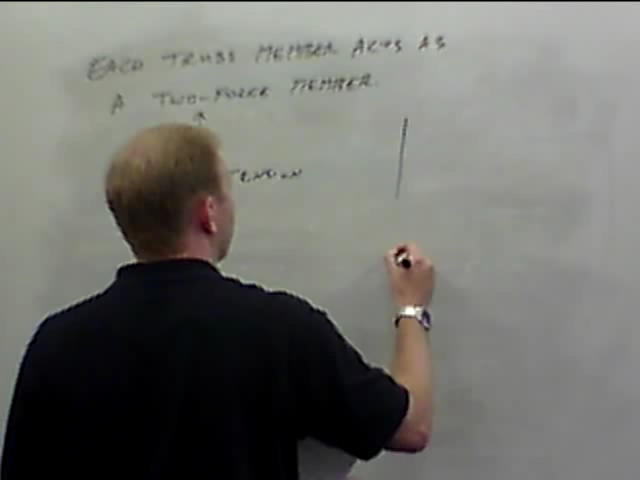 EACH TRUSS MEMBER ACTS AS
A TWO-FORCE MEMBER.
TENSION